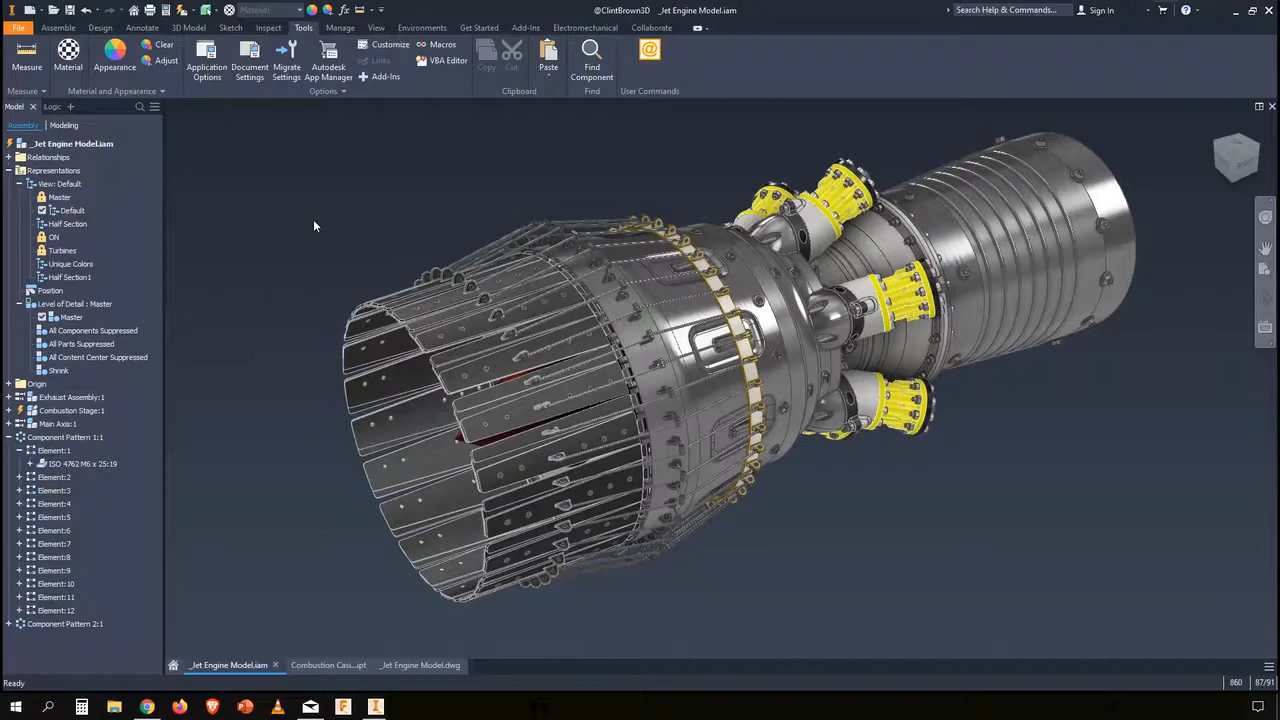 Material
@ClintBrown3D _Jet Engine Model.iam
Search Help & Commands...
Sign In
File
Assemble
Design
Annotate
3D Model
Sketch
Inspect
Tools
Manage
View
Environments
Get Started
Add-Ins
Electromechanical
Collaborate
Measure
Material
Appearance
Clear
Adjust
Application Options
Document Settings
Migrate Settings
Autodesk App Manager
Customize
Links
Add-Ins
Macros
VBA Editor
Copy
Cut
Paste
Find Component
Measure
Material and Appearance
Options
Clipboard
Find
User Commands
Model
Logic
Assembly
Modeling
_Jet Engine Model.iam
Relationships
Representations
View: Default
Master
Default
Half Section
ON
Turbines
Unique Colors
Half Section1
Position
Level of Detail : Master
Master
All Components Suppressed
All Parts Suppressed
All Content Center Suppressed
Shrink
Origin
Exhaust Assembly:1
Combustion Stage:1
Main Axis:1
Component Pattern 1:1
Element:1
ISO 4762 M6 x 25:19
Element:2
Element:3
Element:4
Element:5
Element:6
Element:7
Element:8
Element:9
Element:10
Element:11
Element:12
Component Pattern 2:1
_Jet Engine Model.iam
Combustion Casi...ipt
_Jet Engine Model.dwg
Ready
860
87/91